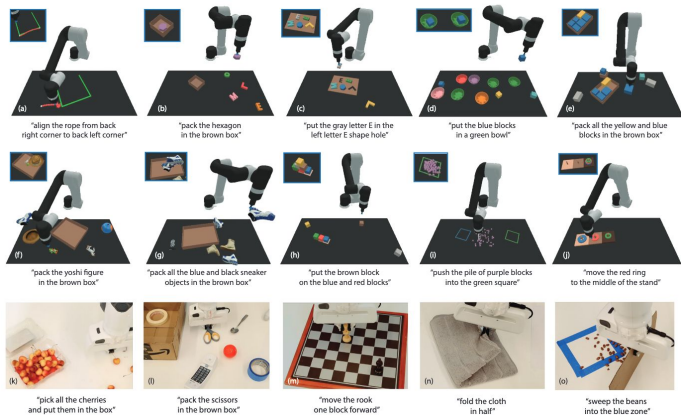 (a)
(b)
(c)
(d)
(e)
"align the rope from back
right corner to back left corner"
"pack the hexagon
in the brown box"
"put the gray letter E in the
left letter E shape hole"
"put the blue blocks
in a green bowl"
"pack all the yellow and blue
blocks in the brown box"
(f)
(g)
(h)
(i)
(j)
"pack the yoshi figure
in the brown box"
"pack all the blue and black sneaker
objects in the brown box"
"put the brown block
on the blue and red blocks"
"push the pile of purple blocks
into the green square"
"move the red ring
to the middle of the stand"
(k)
(l)
(m)
(n)
(o)
"pick all the cherries
and put them in the box"
"pack the scissors
in the brown box"
"move the rook
one block forward"
"fold the cloth
in half"
"sweep the beans
into the blue zone"